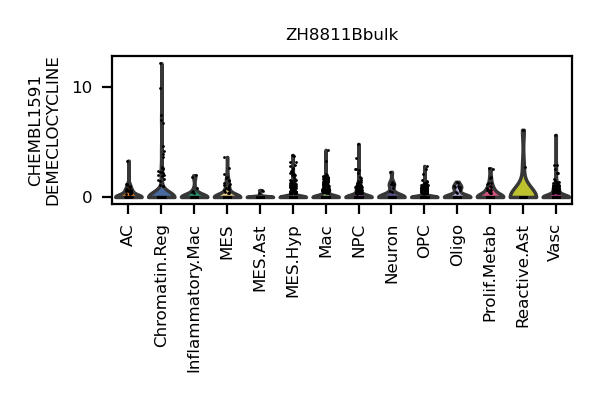 ZH8811Bbulk
CHEMBL1591
DEMECLOCYCLINE
10
0
AC
Chromatin.Reg
Inflammatory.Mac
MES
MES.Ast
MES.Hyp
Mac
NPC
Neuron
OPC
Oligo
Prolif.Metab
Reactive.Ast
Vasc